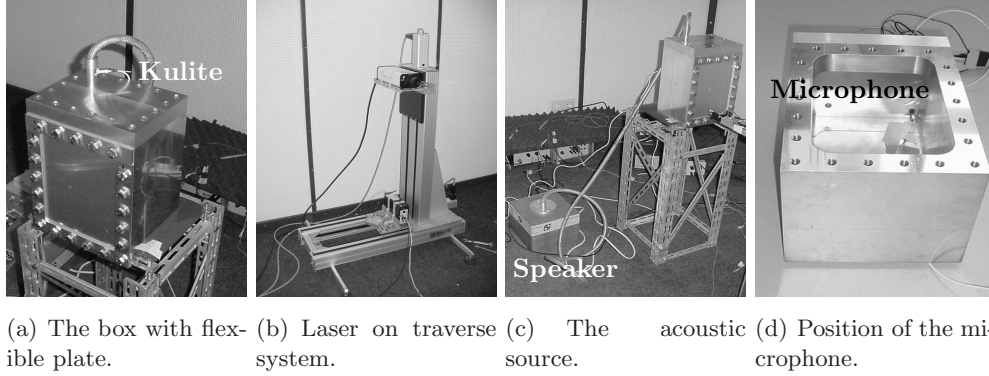 Kulite
Speaker
Microphone
(a) The box with flex-
ible plate.
(b) Laser on traverse
system.
(c) The acoustic
source.
(d) Position of the mi-
crophone.